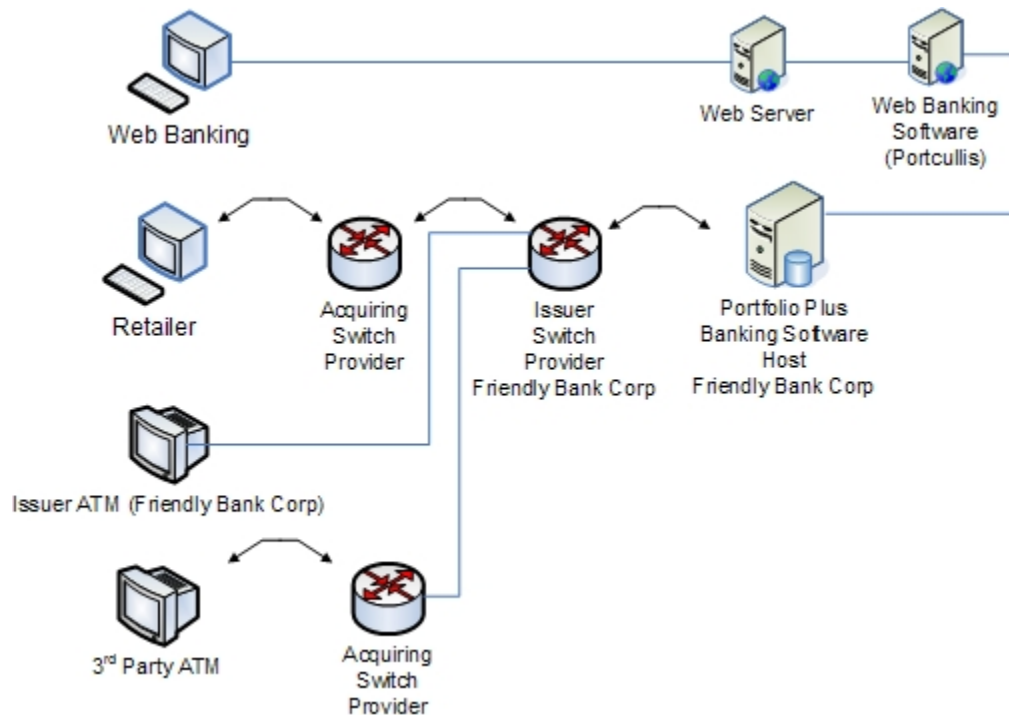 Web Banking
Web Server
Web Banking
Software
(Portcullis)
Retailer
Acquiring
Switch
Provider
Issuer
Switch
Provider
Friendly Bank Corp
Portfolio Plus
Banking Software
Host
Friendly Bank Corp
Issuer ATM (Friendly Bank Corp)
3rd Party ATM
Acquiring
Switch
Provider